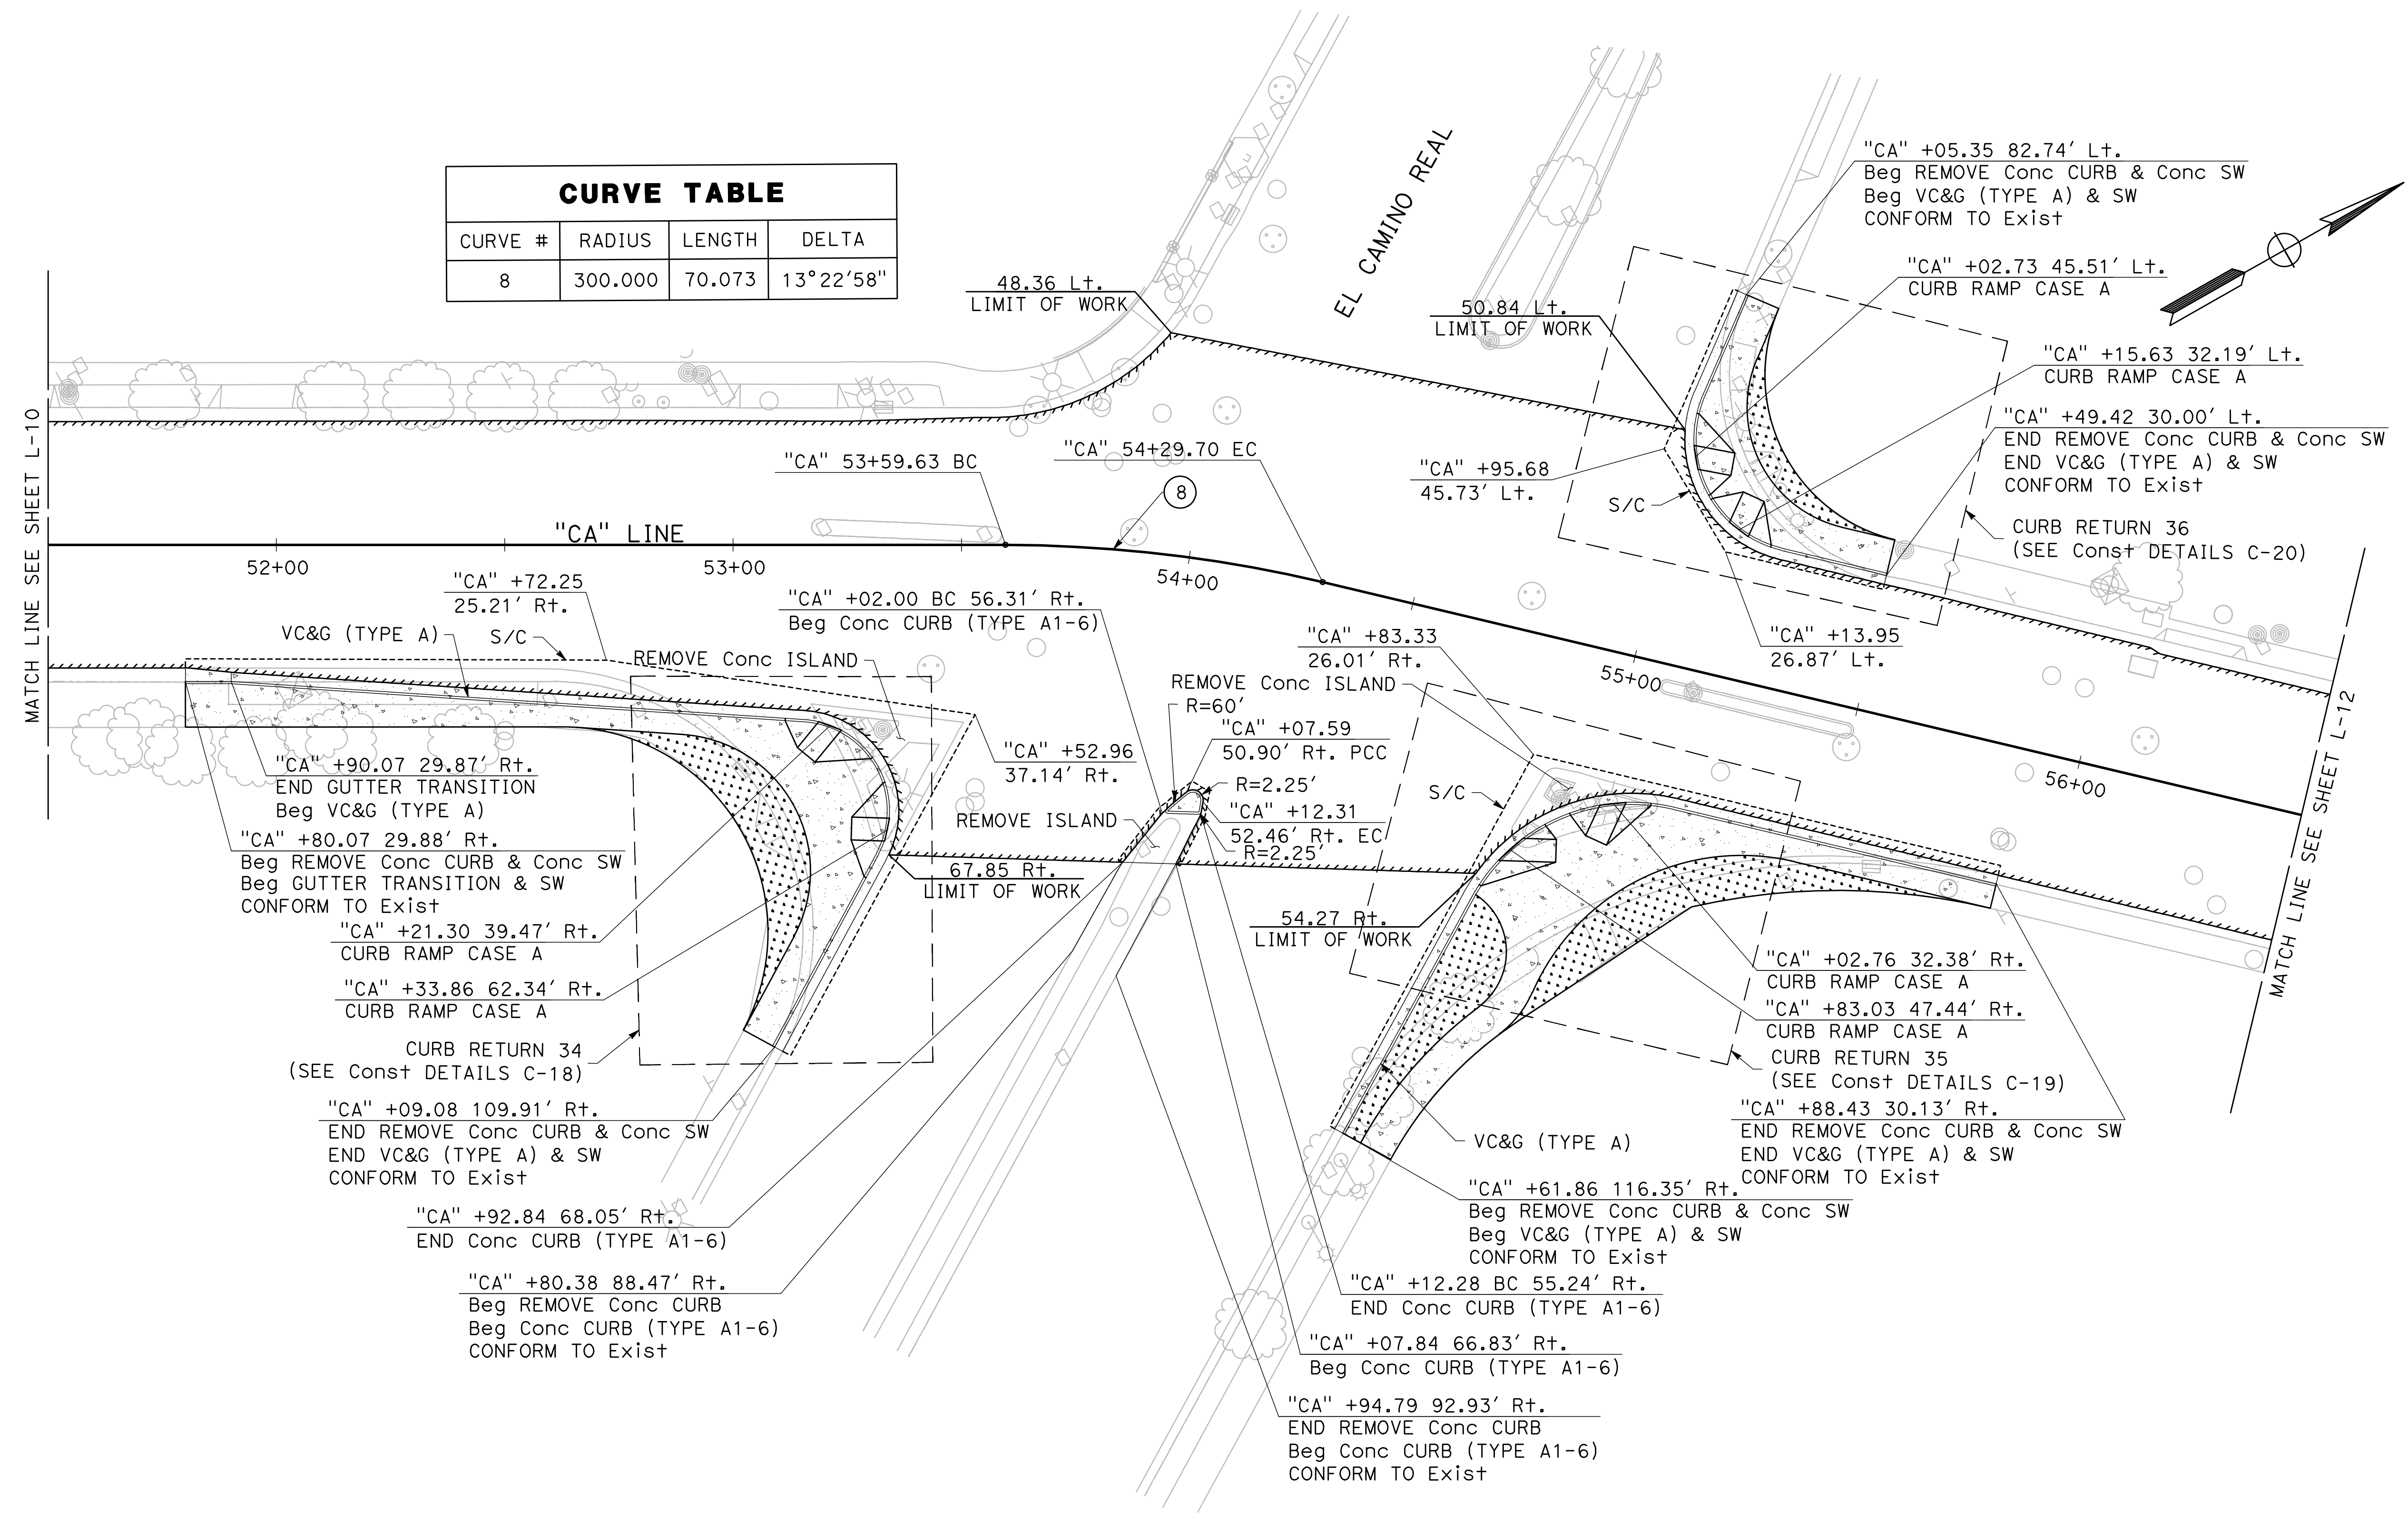 CURVE TABLE
CURVE # RADIUS LENGTH DELTA
8 300.000 70.073 13°22'58"
EL CAMINO REAL
48.36 Lt.
LIMIT OF WORK
50.84 Lt.
LIMIT OF WORK
"CA" +05.35 82.74' Lt.
Beg REMOVE Conc CURB & Conc SW
Beg VC&G (TYPE A) & SW
CONFORM TO Exist
"CA" +02.73 45.51' Lt.
CURB RAMP CASE A
"CA" +15.63 32.19' Lt.
CURB RAMP CASE A
"CA" +49.42 30.00' Lt.
END REMOVE Conc CURB & Conc SW
END VC&G (TYPE A) & SW
CONFORM TO Exist
CURB RETURN 36
(SEE Const DETAILS C-20)
"CA" +95.68
45.73' Lt.
S/C
"CA" +13.95
26.87' Lt.
MATCH LINE SEE SHEET L-10
"CA" 53+59.63 BC
"CA" 54+29.70 EC
8
"CA" LINE
52+00
53+00
54+00
55+00
56+00
MATCH LINE SEE SHEET L-12
"CA" +72.25
25.21' Rt.
VC&G (TYPE A)
S/C
REMOVE Conc ISLAND
"CA" +02.00 BC 56.31' Rt.
Beg Conc CURB (TYPE A1-6)
"CA" +83.33
26.01' Rt.
REMOVE Conc ISLAND
R=60'
"CA" +07.59
50.90' Rt. PCC
R=2.25'
"CA" +12.31
52.46' Rt. EC
R=2.25'
"CA" +52.96
37.14' Rt.
REMOVE ISLAND
S/C
67.85 Rt.
LIMIT OF WORK
54.27 Rt.
LIMIT OF WORK
"CA" +90.07 29.87' Rt.
END GUTTER TRANSITION
Beg VC&G (TYPE A)
"CA" +80.07 29.88' Rt.
Beg REMOVE Conc CURB & Conc SW
Beg GUTTER TRANSITION & SW
CONFORM TO Exist
"CA" +21.30 39.47' Rt.
CURB RAMP CASE A
"CA" +33.86 62.34' Rt.
CURB RAMP CASE A
CURB RETURN 34
(SEE Const DETAILS C-18)
"CA" +09.08 109.91' Rt.
END REMOVE Conc CURB & Conc SW
END VC&G (TYPE A) & SW
CONFORM TO Exist
"CA" +92.84 68.05' Rt.
END Conc CURB (TYPE A1-6)
"CA" +80.38 88.47' Rt.
Beg REMOVE Conc CURB
Beg Conc CURB (TYPE A1-6)
CONFORM TO Exist
"CA" +02.76 32.38' Rt.
CURB RAMP CASE A
"CA" +83.03 47.44' Rt.
CURB RAMP CASE A
CURB RETURN 35
(SEE Const DETAILS C-19)
"CA" +88.43 30.13' Rt.
END REMOVE Conc CURB & Conc SW
END VC&G (TYPE A) & SW
CONFORM TO Exist
VC&G (TYPE A)
"CA" +61.86 116.35' Rt.
Beg REMOVE Conc CURB & Conc SW
Beg VC&G (TYPE A) & SW
CONFORM TO Exist
"CA" +12.28 BC 55.24' Rt.
END Conc CURB (TYPE A1-6)
"CA" +07.84 66.83' Rt.
Beg Conc CURB (TYPE A1-6)
"CA" +94.79 92.93' Rt.
END REMOVE Conc CURB
Beg Conc CURB (TYPE A1-6)
CONFORM TO Exist